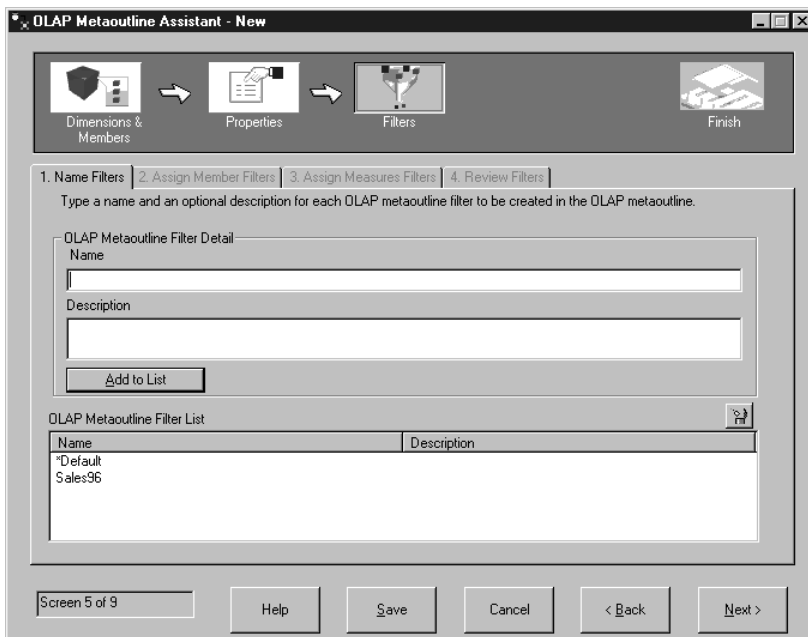 OLAP Metaoutline Assistant - New
Dimensions & Members
Properties
Filters
Finish
1. Name Filters
2. Assign Member Filters
3. Assign Measures Filters
4. Review Filters
Type a name and an optional description for each OLAP metaoutline filter to be created in the OLAP metaoutline.
OLAP Metaoutline Filter Detail
Name
Description
Add to List
OLAP Metaoutline Filter List
Name
Description
*Default
Sales96
Screen 5 of 9
Help
Save
Cancel
< Back
Next >